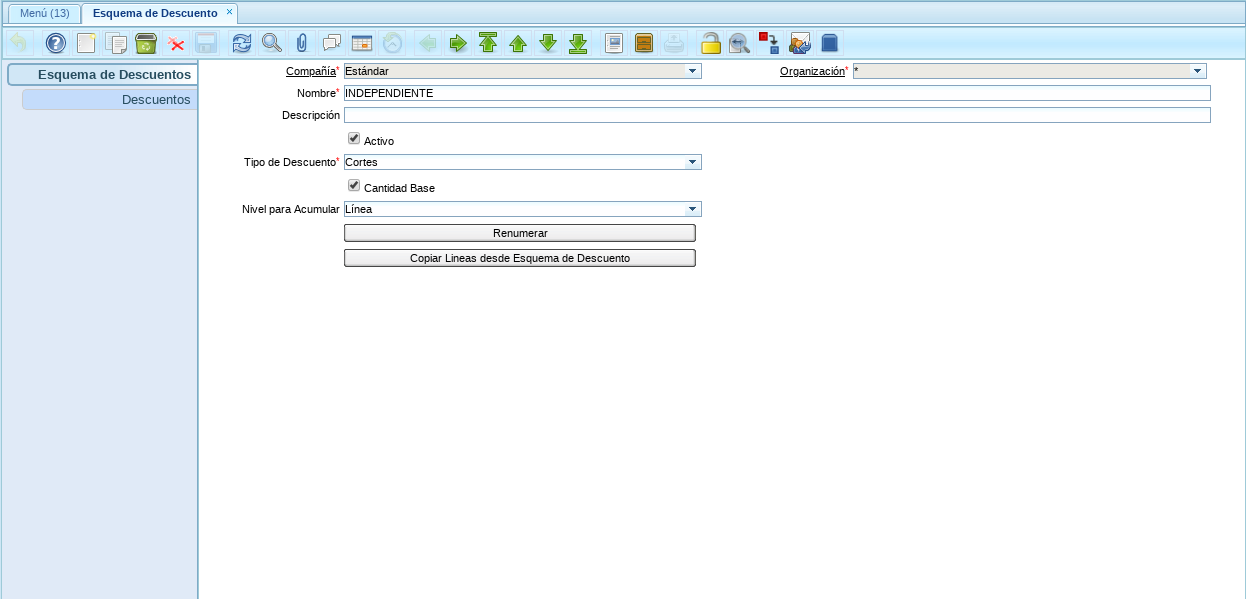 Menú (13) Esquema de Descuento ×
Esquema de Descuentos
Descuentos
Compañía* Estándar Organización* *
Nombre* INDEPENDIENTE
Descripción
Activo
Tipo de Descuento* Cortes
Cantidad Base
Nivel para Acumular Línea
Renumerar
Copiar Lineas desde Esquema de Descuento